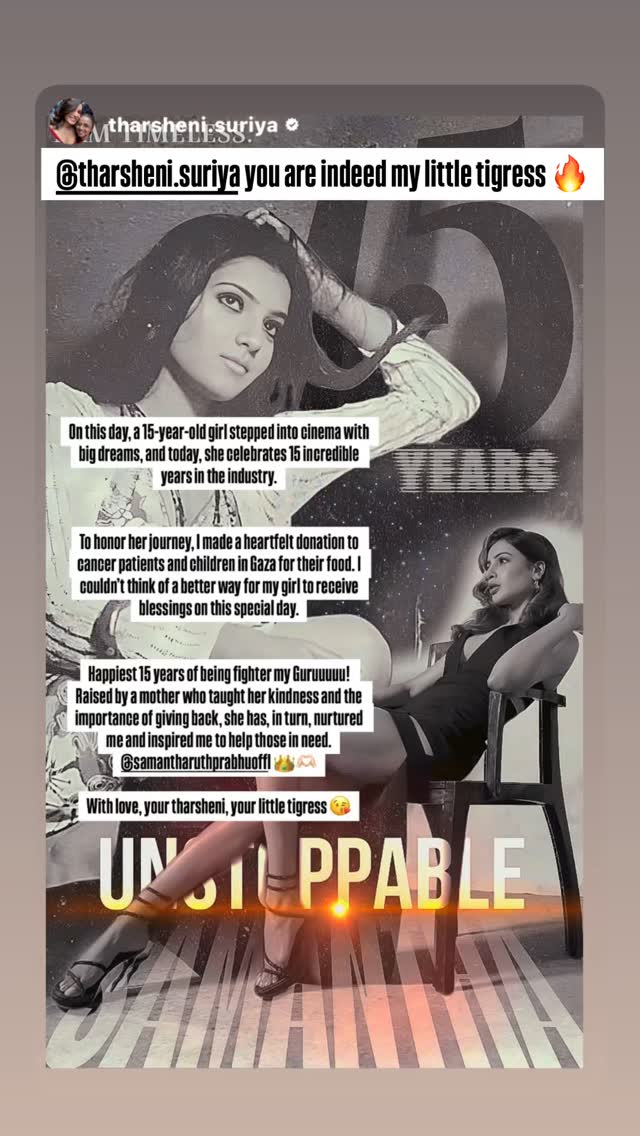 tharsheni.suriya
M TIMELESS.
@tharsheni.suriya you are indeed my little tigress 🔥
15
YEARS
On this day, a 15-year-old girl stepped into cinema with
big dreams, and today, she celebrates 15 incredible
years in the industry.
To honor her journey, I made a heartfelt donation to
cancer patients and children in Gaza for their food. I
couldn't think of a better way for my girl to receive
blessings on this special day.
Happiest 15 years of being fighter my Guruuuuu!
Raised by a mother who taught her kindness and the
importance of giving back, she has, in turn, nurtured
me and inspired me to help those in need.
@samantharuthprabhuoffl 👑🫶🏻
With love, your tharsheni, your little tigress 😘
UNSTOPPABLE
SAMANTHA